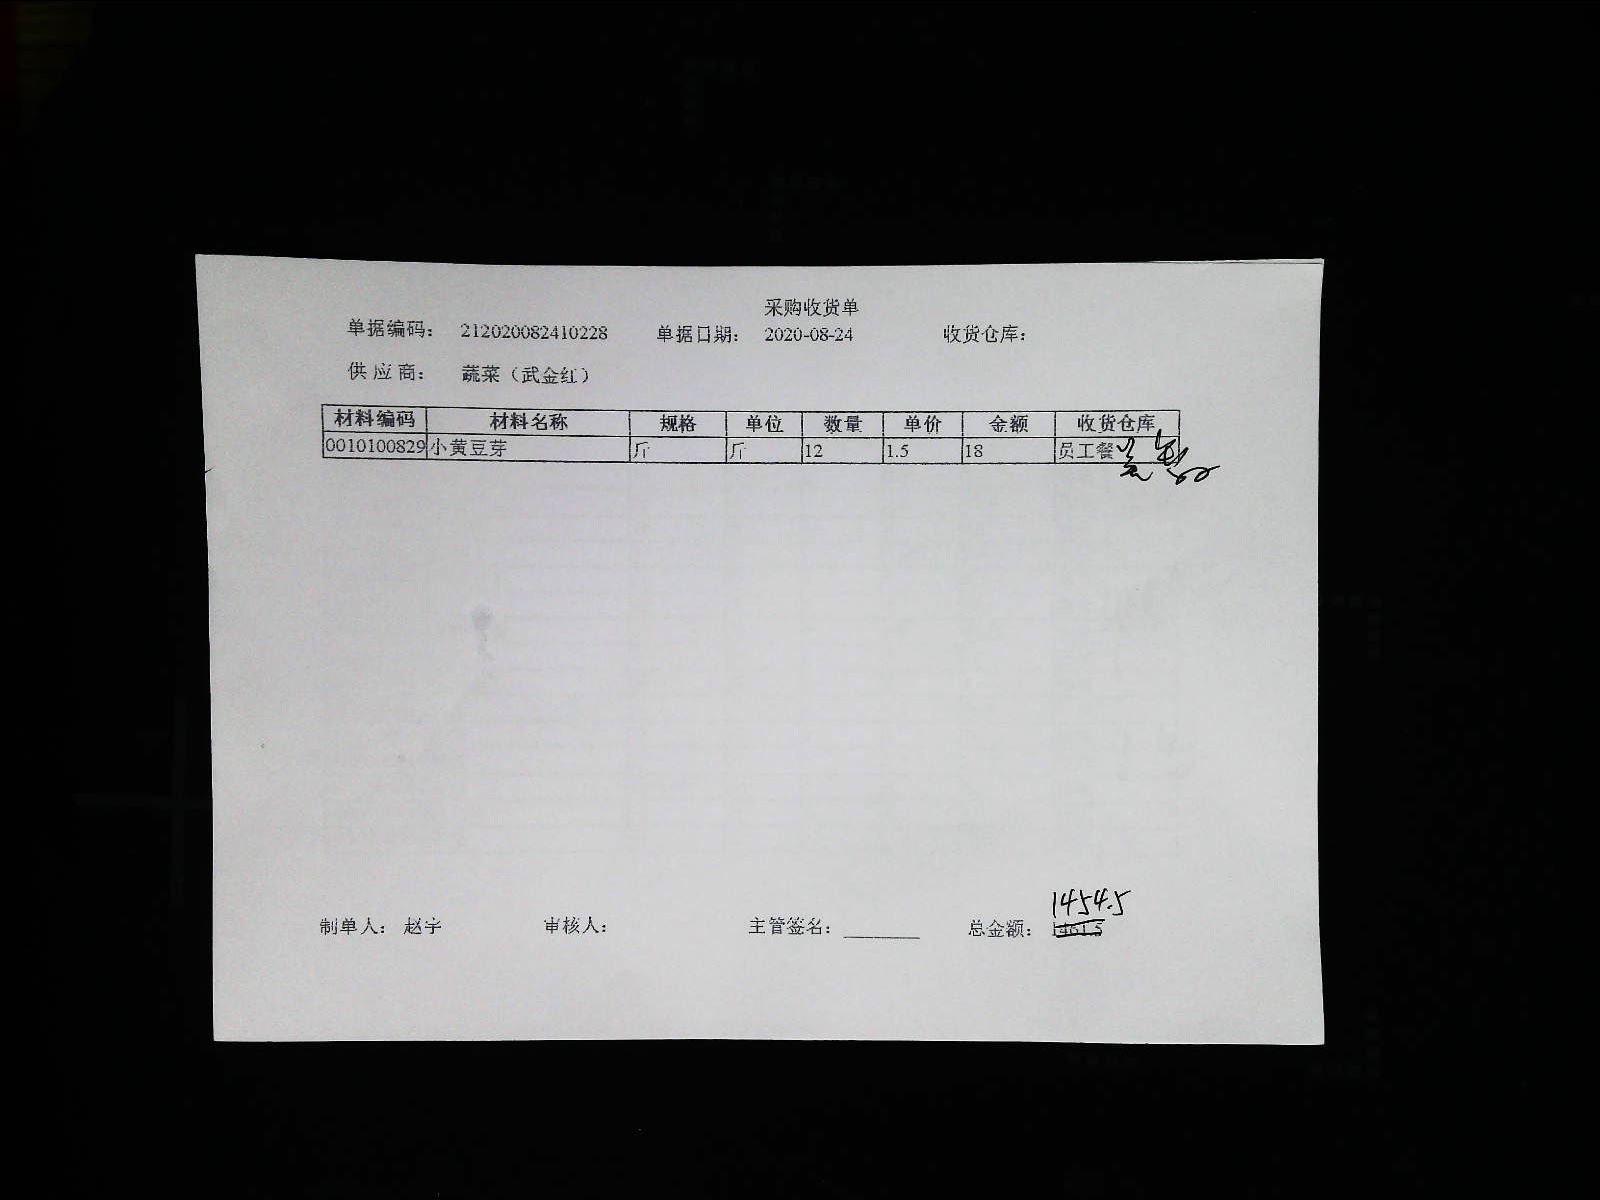 采购收货单
单据编码： 212020082410228 单据日期： 2020-08-24 收货仓库：
供应商： 蔬菜（武金红）
材料编码 材料名称 规格 单位 数量 单价 金额 收货仓库
0010100829 小黄豆芽 斤 斤 12 1.5 18 员工餐
1454.5
制单人： 赵宇 审核人： 主管签名： 总金额： 1461.5